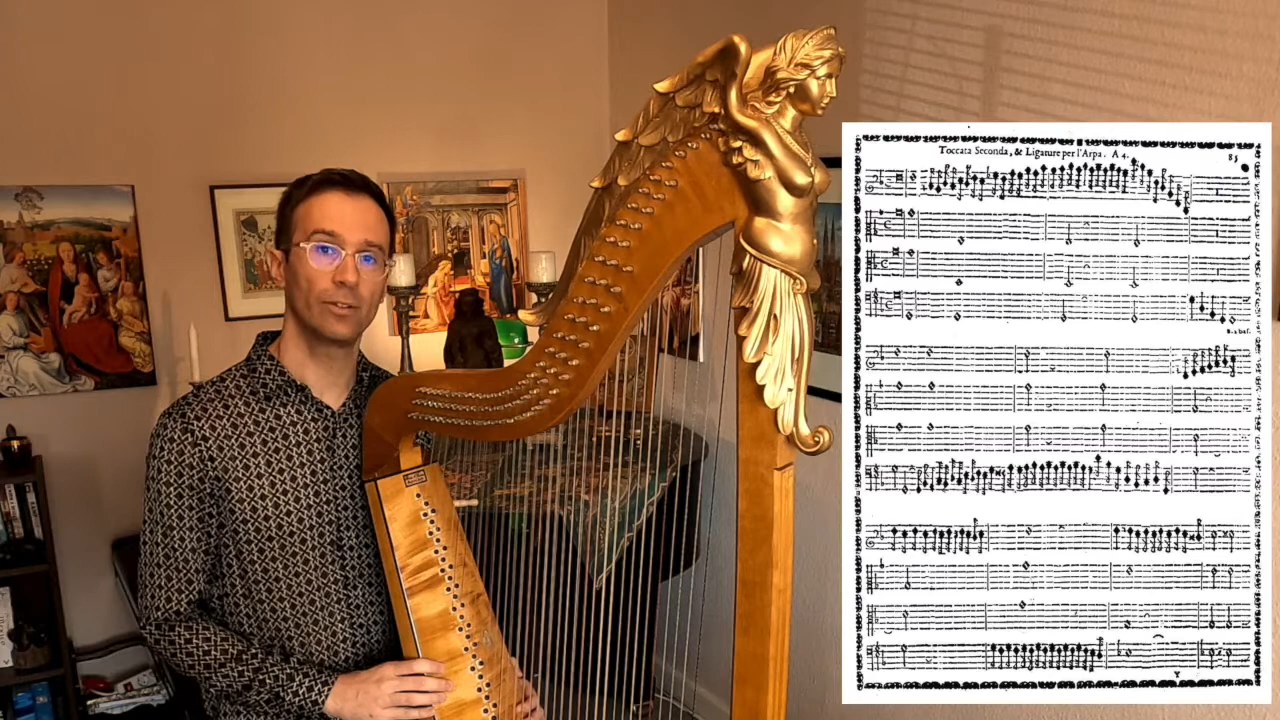 Toccata Seconda, & Ligature per l'Arpa. A 4.
85